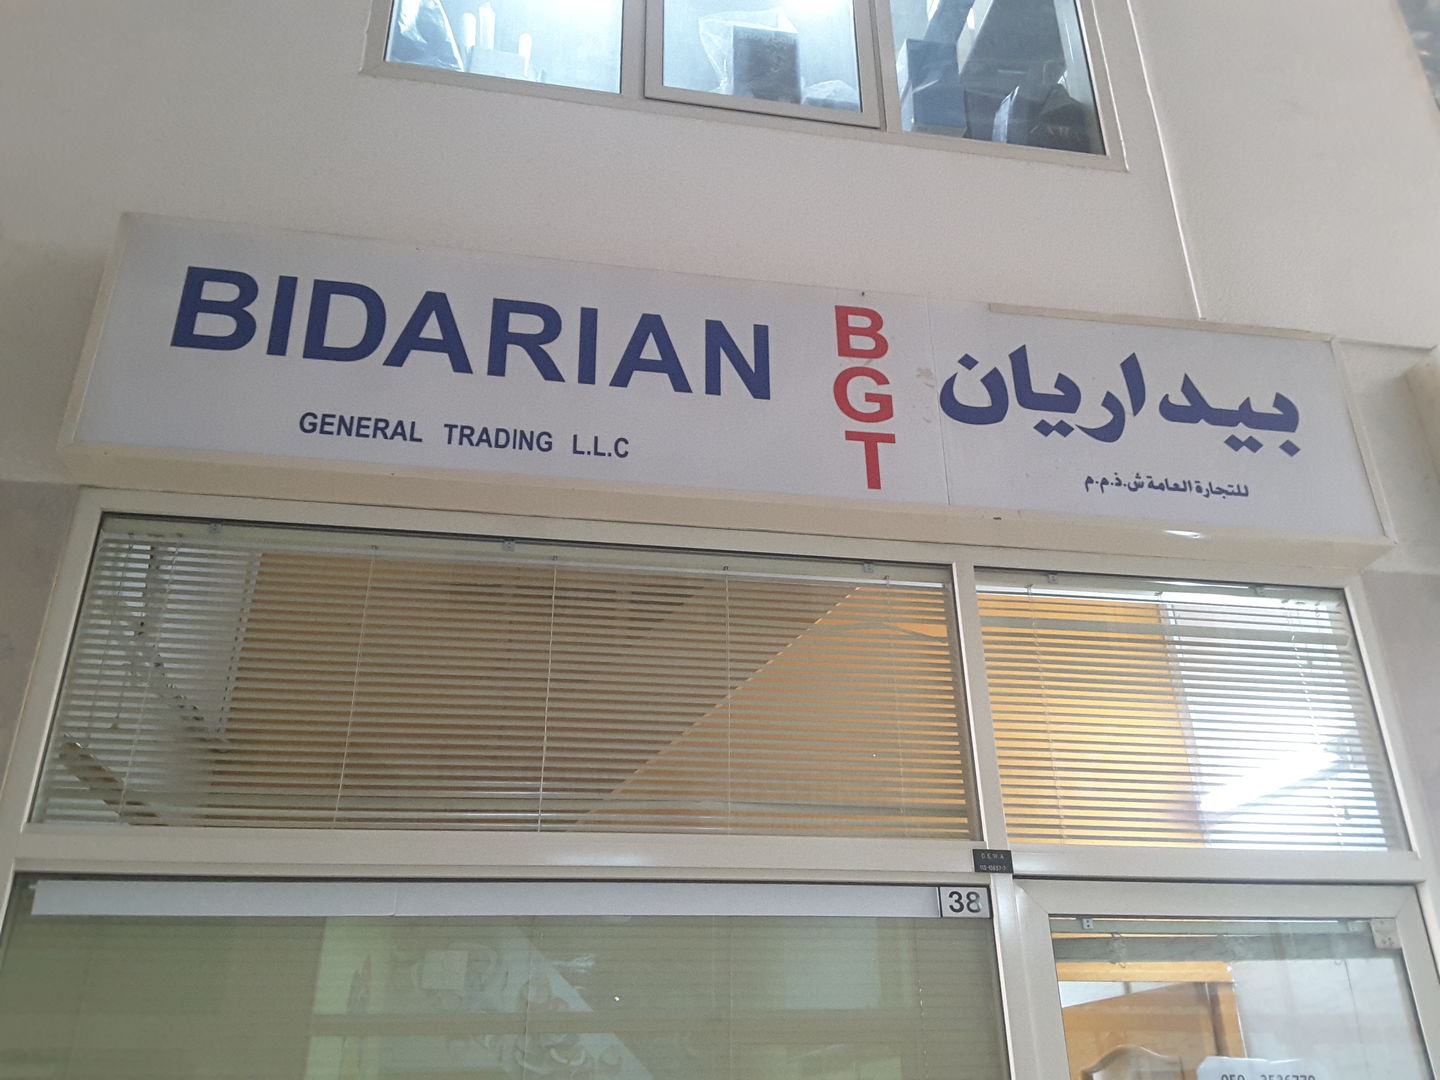 BIDARIAN
GENERAL TRADING L.L.C
B
G
T
بيداريان
للتجارة العامة ش.ذ.م.م
D.E.W.A
38